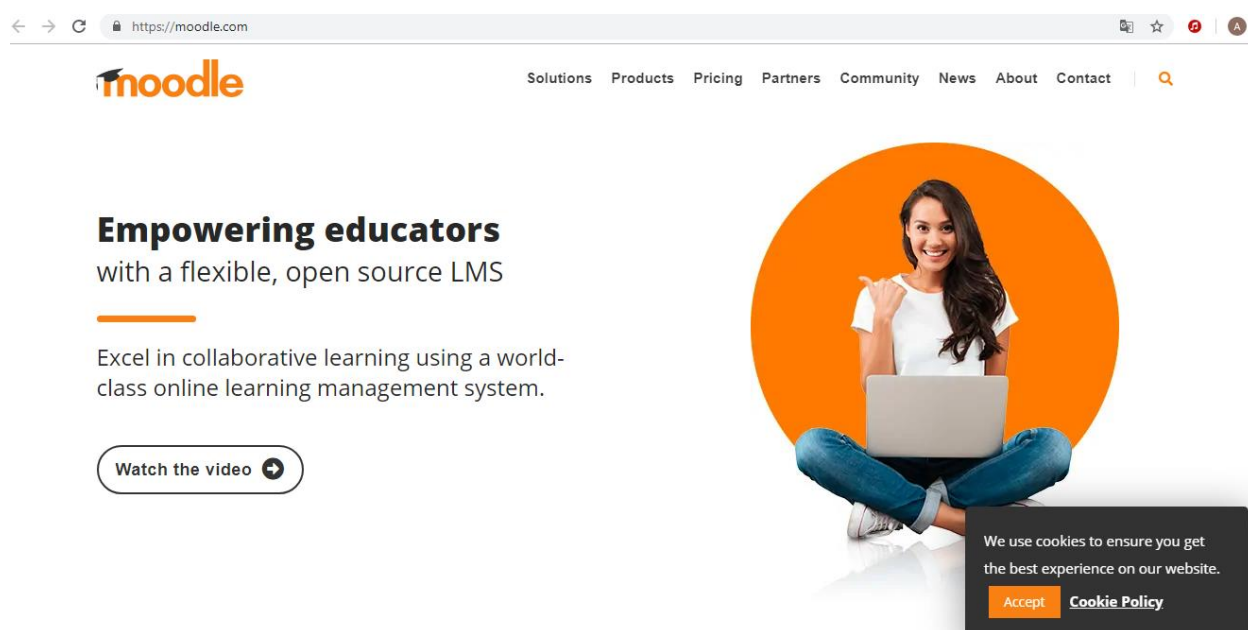 https://moodle.com
A
moodle
Solutions Products Pricing Partners Community News About Contact
Empowering educators
with a flexible, open source LMS
Excel in collaborative learning using a world-
class online learning management system.
Watch the video
We use cookies to ensure you get
the best experience on our website.
Accept Cookie Policy